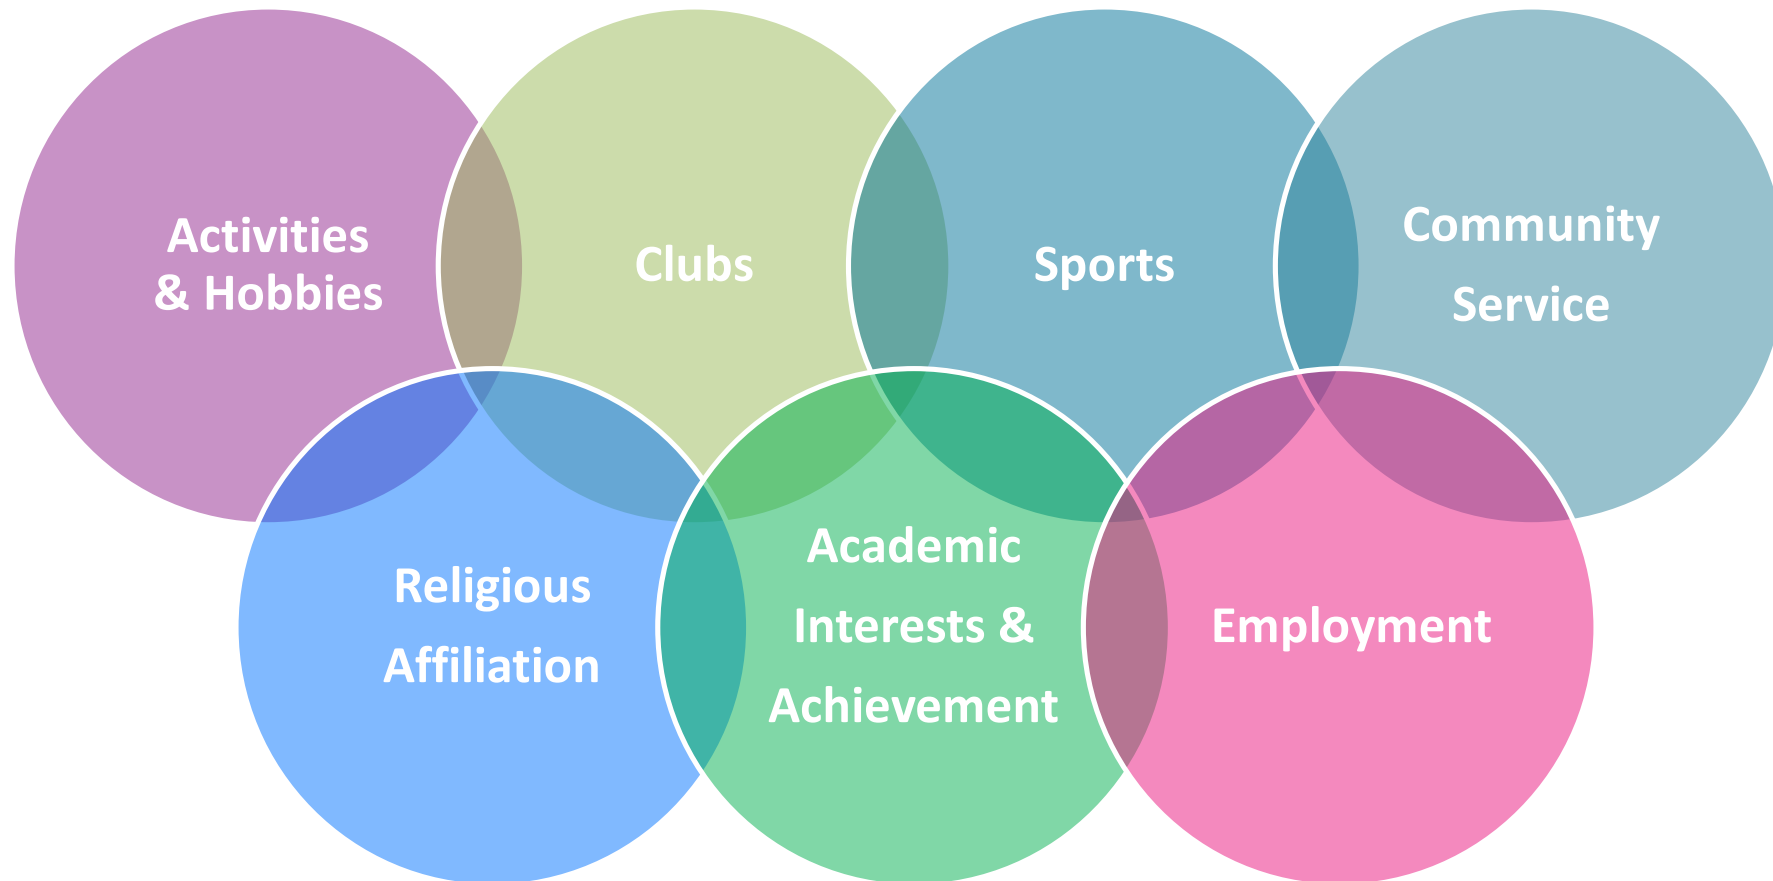 Activities
& Hobbies
Clubs
Sports
Community
Service
Religious
Affiliation
Academic
Interests &
Achievement
Employment